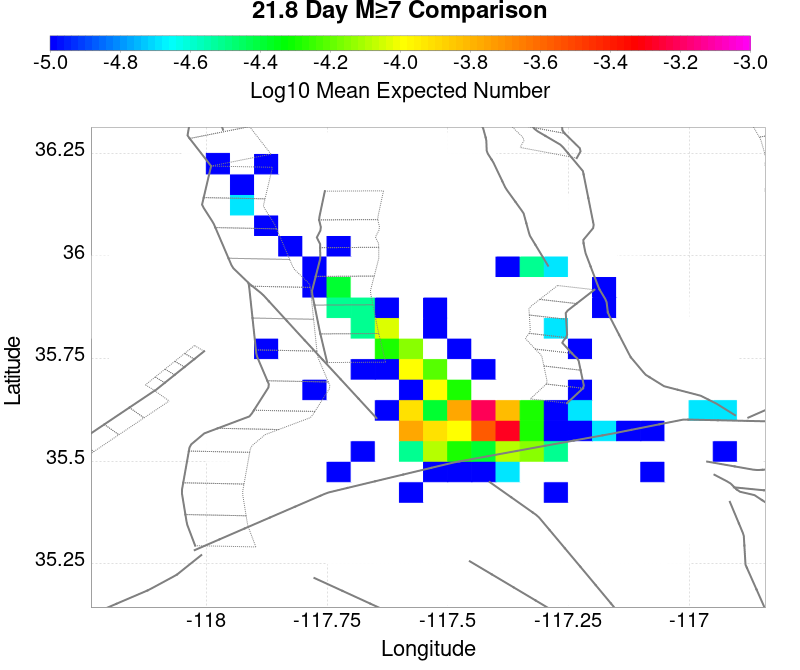 21.8 Day M≥7 Comparison
-5.0 -4.8 -4.6 -4.4 -4.2 -4.0 -3.8 -3.6 -3.4 -3.2 -3.0
Log10 Mean Expected Number
36.25
36
35.75
35.5
35.25
Latitude
-118 -117.75 -117.5 -117.25 -117
Longitude